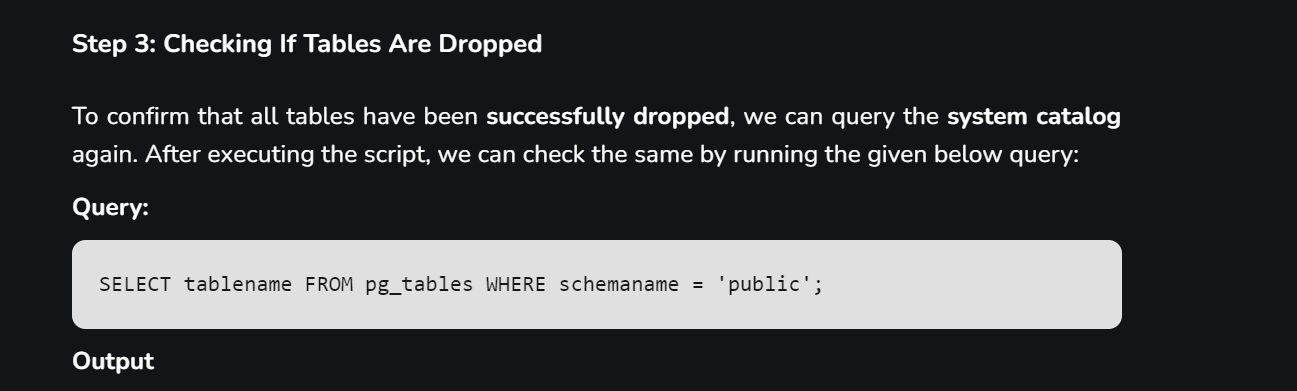 Step 3: Checking If Tables Are Dropped
To confirm that all tables have been successfully dropped, we can query the system catalog
again. After executing the script, we can check the same by running the given below query:
Query:
SELECT tablename FROM pg_tables WHERE schemaname = 'public';
Output